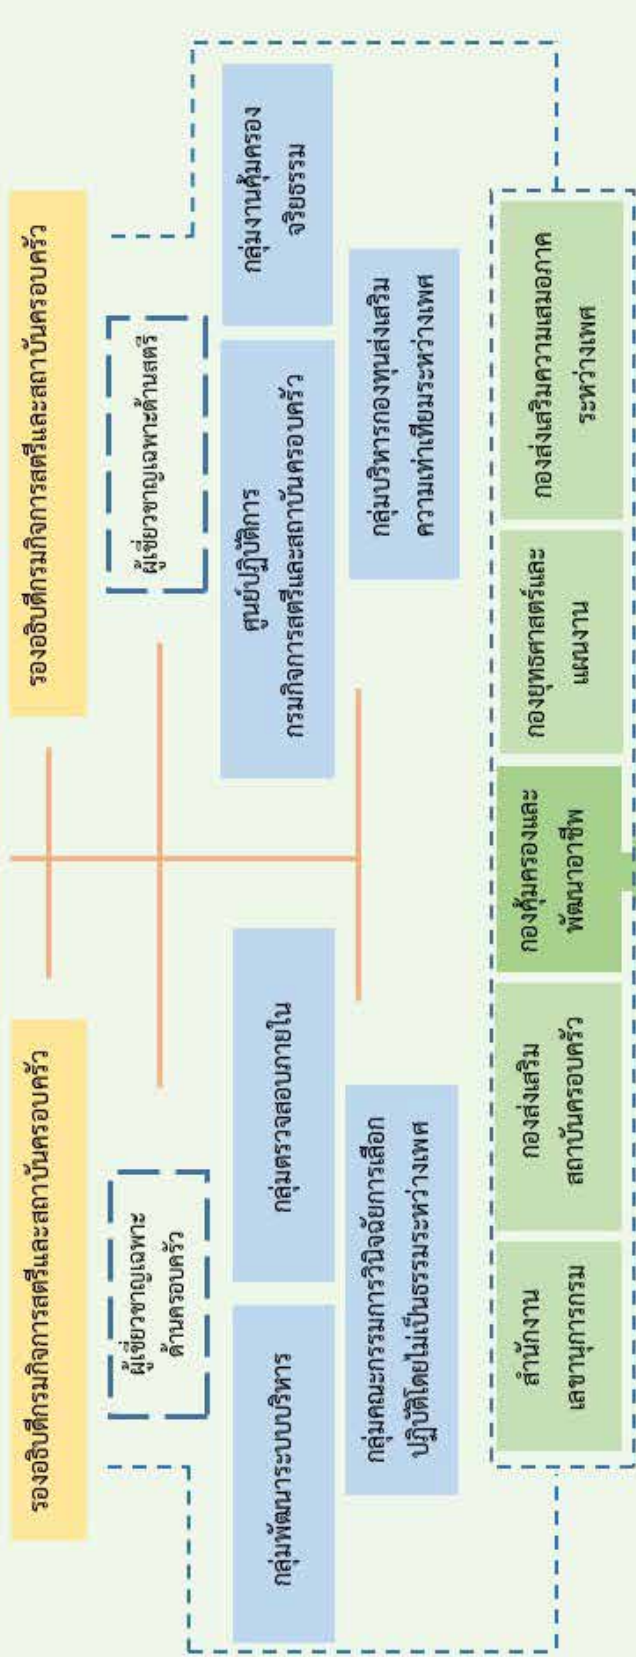 รองอธิบดีกรมกิจการสตรีและสถาบันครอบครัว
รองอธิบดีกรมกิจการสตรีและสถาบันครอบครัว
ผู้เชี่ยวชาญเฉพาะ
ด้านครอบครัว
ผู้เชี่ยวชาญเฉพาะด้านสตรี
กลุ่มพัฒนาระบบบริหาร
กลุ่มตรวจสอบภายใน
ศูนย์ปฏิบัติการ
กรมกิจการสตรีและสถาบันครอบครัว
กลุ่มงานคุ้มครอง
จริยธรรม
กลุ่มคณะกรรมการวินิจฉัยการเลือก
ปฏิบัติโดยไม่เป็นธรรมระหว่างเพศ
กลุ่มบริหารกองทุนส่งเสริม
ความเท่าเทียมระหว่างเพศ
สำนักงาน
เลขานุการกรม
กองส่งเสริม
สถาบันครอบครัว
กองคุ้มครองและ
พัฒนาอาชีพ
กองยุทธศาสตร์และ
แผนงาน
กองส่งเสริมความเสมอภาค
ระหว่างเพศ